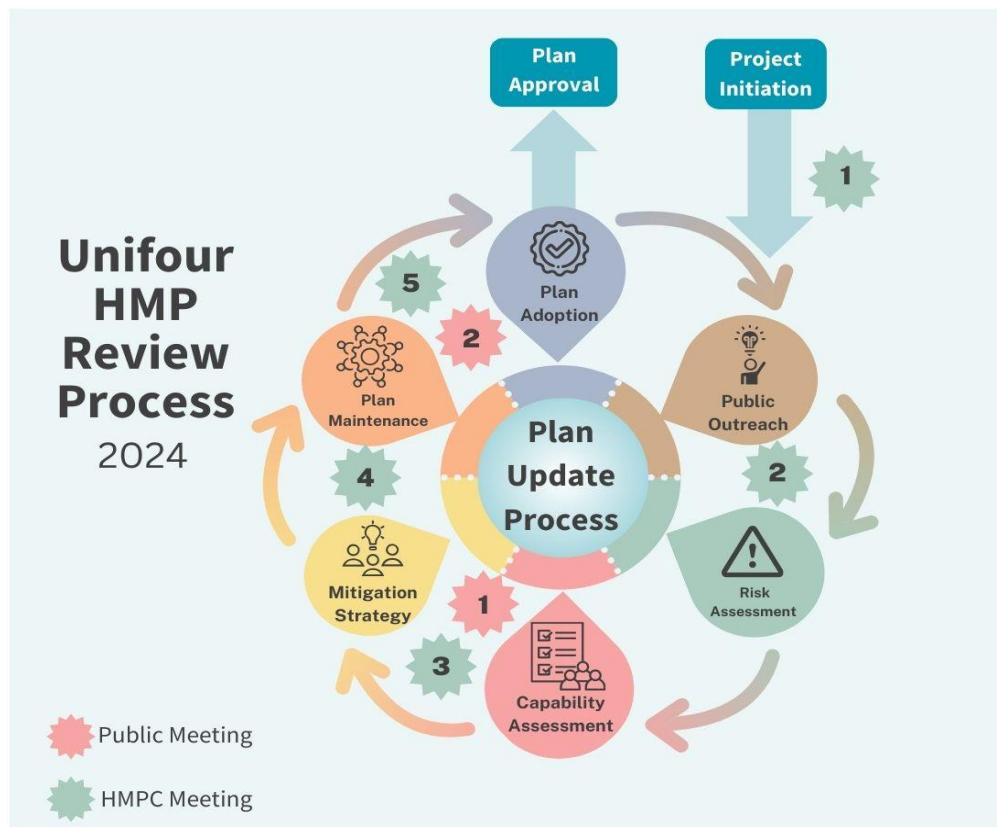 Unifour
HMP
Review
Process
2024
Plan
Approval
Project
Initiation
1
Plan
Adoption
5
2
Plan
Maintenance
Public
Outreach
Plan
Update
Process
4
2
Mitigation
Strategy
Risk
Assessment
1
3
Capability
Assessment
Public Meeting
HMPC Meeting